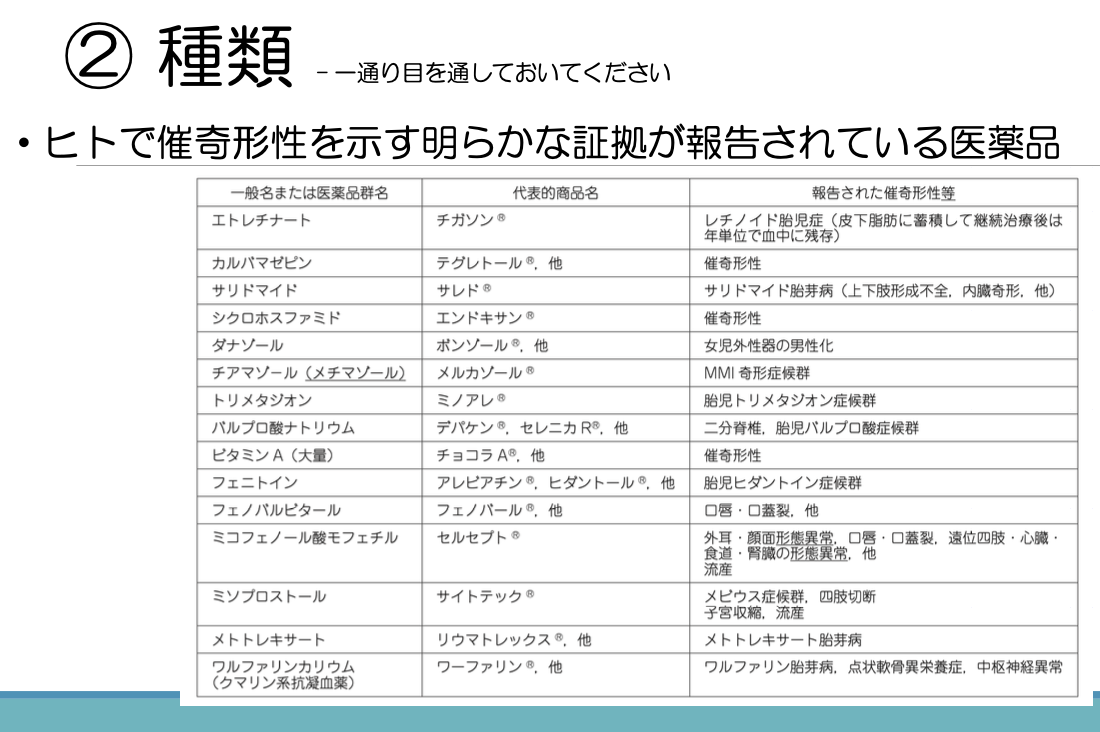 ② 種類 - 一通り目を通しておいてください
• ヒトで催奇形性を示す明らかな証拠が報告されている医薬品
一般名または医薬品群名 代表的商品名 報告された催奇形性等
エトレチナート チガソン® レチノイド胎児症（皮下脂肪に蓄積して継続治療後は
年単位で血中に残存）
カルバマゼピン テグレトール®，他 催奇形性
サリドマイド サレド® サリドマイド胎芽病（上下肢形成不全，内臓奇形，他）
シクロホスファミド エンドキサン® 催奇形性
ダナゾール ボンゾール®，他 女児外性器の男性化
チアマゾール（メチマゾール） メルカゾール® MMI 奇形症候群
トリメタジオン ミノアレ® 胎児トリメタジオン症候群
バルプロ酸ナトリウム デパケン®，セレニカ R®，他 二分脊椎，胎児バルプロ酸症候群
ビタミン A（大量） チョコラ A®，他 催奇形性
フェニトイン アレビアチン®，ヒダントール®，他 胎児ヒダントイン症候群
フェノバルビタール フェノバール®，他 口唇・口蓋裂，他
ミコフェノール酸モフェチル セルセプト® 外耳・顔面形態異常，口唇・口蓋裂，遠位四肢・心臓・
食道・腎臓の形態異常，他
流産
ミソプロストール サイトテック® メビウス症候群，四肢切断
子宮収縮，流産
メトトレキサート リウマトレックス®，他 メトトレキサート胎芽病
ワルファリンカリウム ワーファリン®，他 ワルファリン胎芽病，点状軟骨異栄養症，中枢神経異常
（クマリン系抗凝血薬）